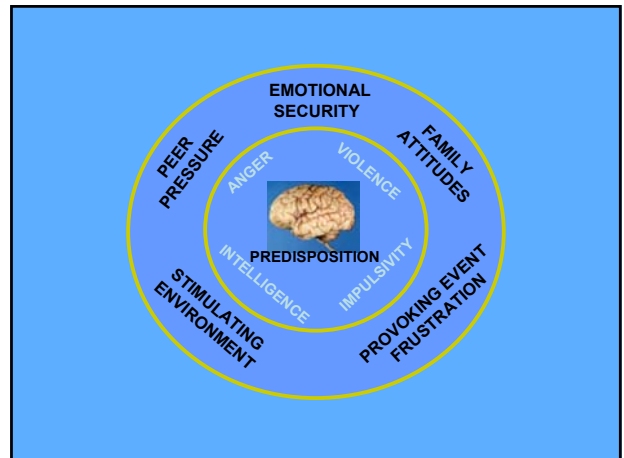 EMOTIONAL
SECURITY
PEER
PRESSURE
FAMILY
ATTITUDES
ANGER
VIOLENCE
PREDISPOSITION
INTELLIGENCE
IMPULSIVITY
STIMULATING
ENVIRONMENT
PROVOKING EVENT
FRUSTRATION